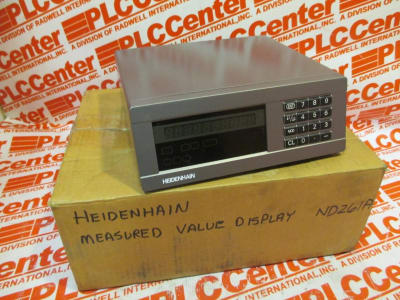 PLCCenter
A DIVISION OF RADWELL INTERNATIONAL, INC.
HEIDENHAIN
7 8 9
4 5 6
MOD 1 2 3
CL 0
HEIDENHAIN
MEASURED VALUE DISPLAY ND261A